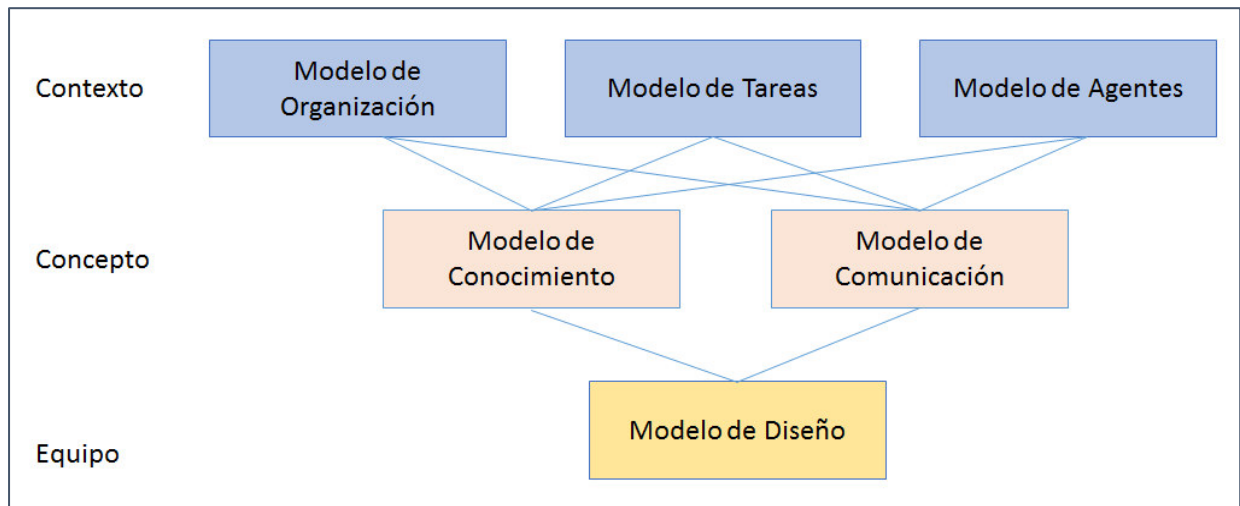 Contexto
Modelo de
Organización
Modelo de Tareas
Modelo de Agentes
Concepto
Modelo de
Conocimiento
Modelo de
Comunicación
Modelo de Diseño
Equipo